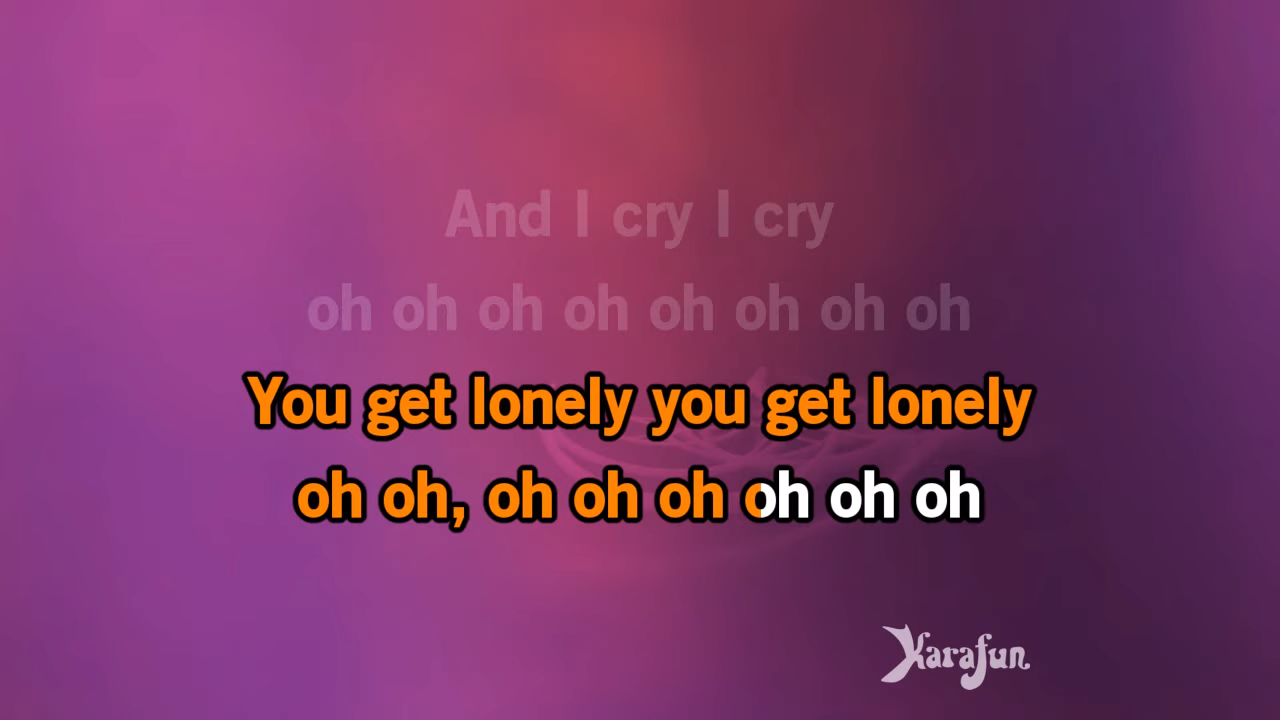 And I cry I cry
oh oh oh oh oh oh oh oh
You get lonely you get lonely
oh oh, oh oh oh oh oh oh
Karafun